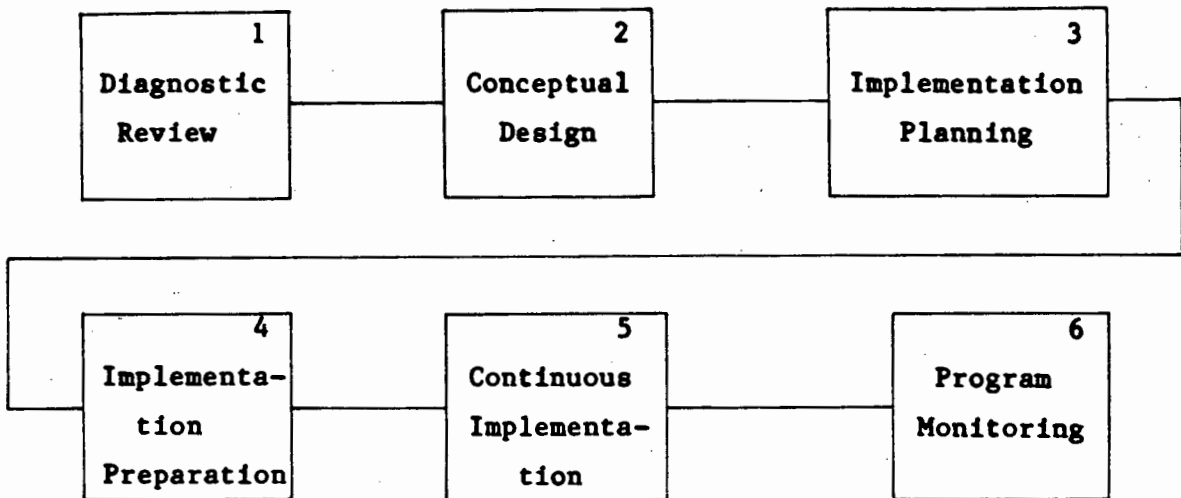 1
Diagnostic
Review
2
Conceptual
Design
3
Implementation
Planning
4
Implementa-
tion
Preparation
5
Continuous
Implementa-
tion
6
Program
Monitoring